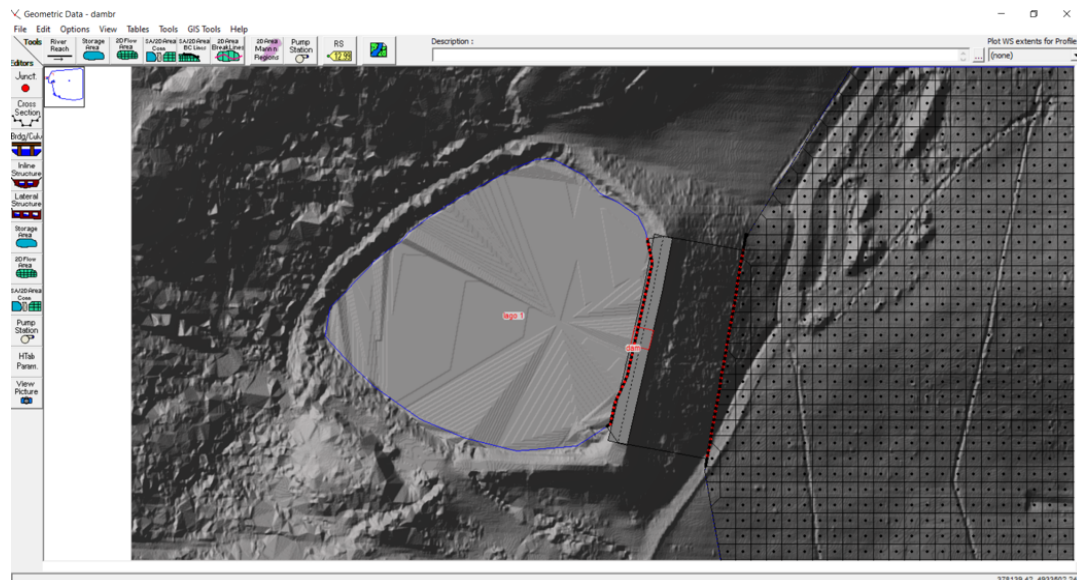 Geometric Data - dambr
File Edit Options View Tables Tools GIS Tools Help
Tools
River Reach
Storage Area
2D Flow Area
SA/2D Area Conn
SA/2D Area BC Lines
2D Area BreakLines
2D Area Mann n Regions
Pump Station
RS
Description :
...
Plot WS extents for Profile
(none)
Editors
Junct.
Cross Section
Brdg/Culv
Inline Structure
Lateral Structure
Storage Area
2D Flow Area
SA/2D Area Conn
Pump Station
HTab Param.
View Picture
lago 1
dam